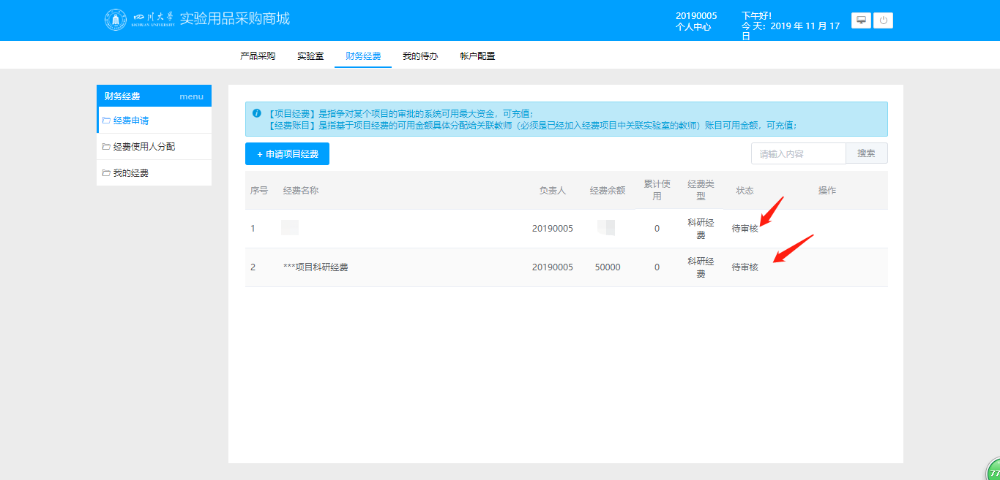 四川大学
SICHUAN UNIVERSITY
实验用品采购商城
20190005
个人中心
下午好!
今 天: 2019 年 11 月 17
日
产品采购 实验室 财务经费 我的待办 帐户配置
财务经费 menu
经费申请
经费使用人分配
我的经费
【项目经费】是指争对某个项目的审批的系统可用最大资金，可充值;
【经费账目】是指基于项目经费的可用金额具体分配给关联教师（必须是已经加入经费项目中关联实验室的教师）账目可用金额，可充值;
+ 申请项目经费
请输入内容 搜索
序号 经费名称 负责人 经费余额 累计使用 经费类型 状态 操作
1 20190005 0 科研经费 待审核
2 ***项目科研经费 20190005 50000 0 科研经费 待审核
77